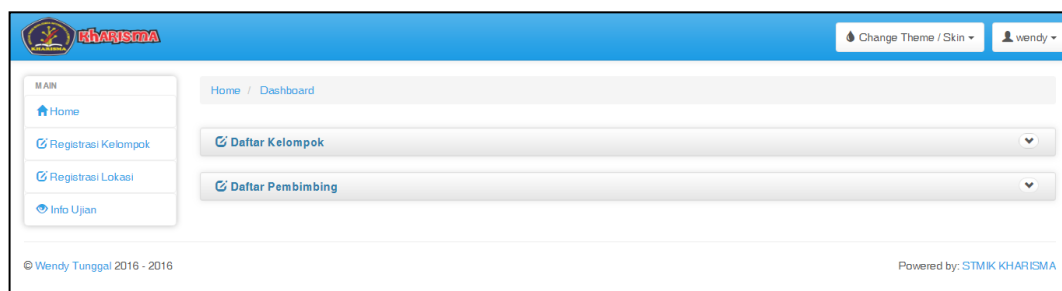 KHARISMA
Change Theme / Skin
wendy
MAIN
Home
Registrasi Kelompok
Registrasi Lokasi
Info Ujian
Home / Dashboard
Daftar Kelompok
Daftar Pembimbing
© Wendy Tunggal 2016 - 2016
Powered by: STMIK KHARISMA